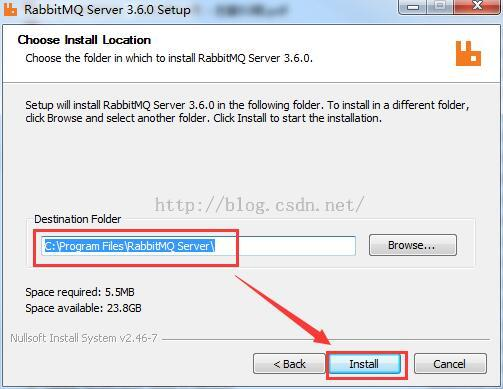 RabbitMQ Server 3.6.0 Setup
Choose Install Location
Choose the folder in which to install RabbitMQ Server 3.6.0.
Setup will install RabbitMQ Server 3.6.0 in the following folder. To install in a different folder,
click Browse and select another folder. Click Install to start the installation.
http://blog.csdn.net/
Destination Folder
C:\Program Files\RabbitMQ Server\
Browse...
Space required: 5.5MB
Space available: 23.8GB
Nullsoft Install System v2.46-7
< Back
Install
Cancel